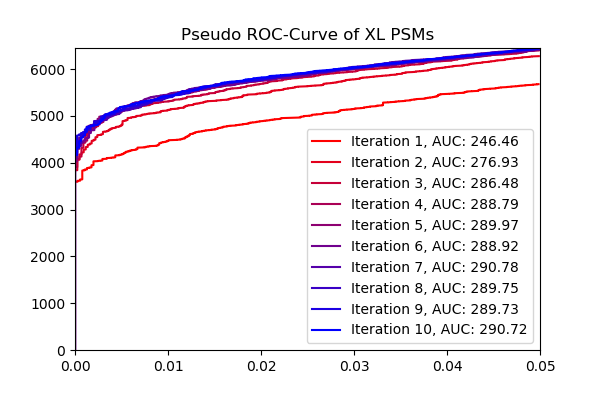 Pseudo ROC-Curve of XL PSMs
6000
5000
4000
3000
2000
1000
0
Iteration 1, AUC: 246.46
Iteration 2, AUC: 276.93
Iteration 3, AUC: 286.48
Iteration 4, AUC: 288.79
Iteration 5, AUC: 289.97
Iteration 6, AUC: 288.92
Iteration 7, AUC: 290.78
Iteration 8, AUC: 289.75
Iteration 9, AUC: 289.73
Iteration 10, AUC: 290.72
0.00 0.01 0.02 0.03 0.04 0.05